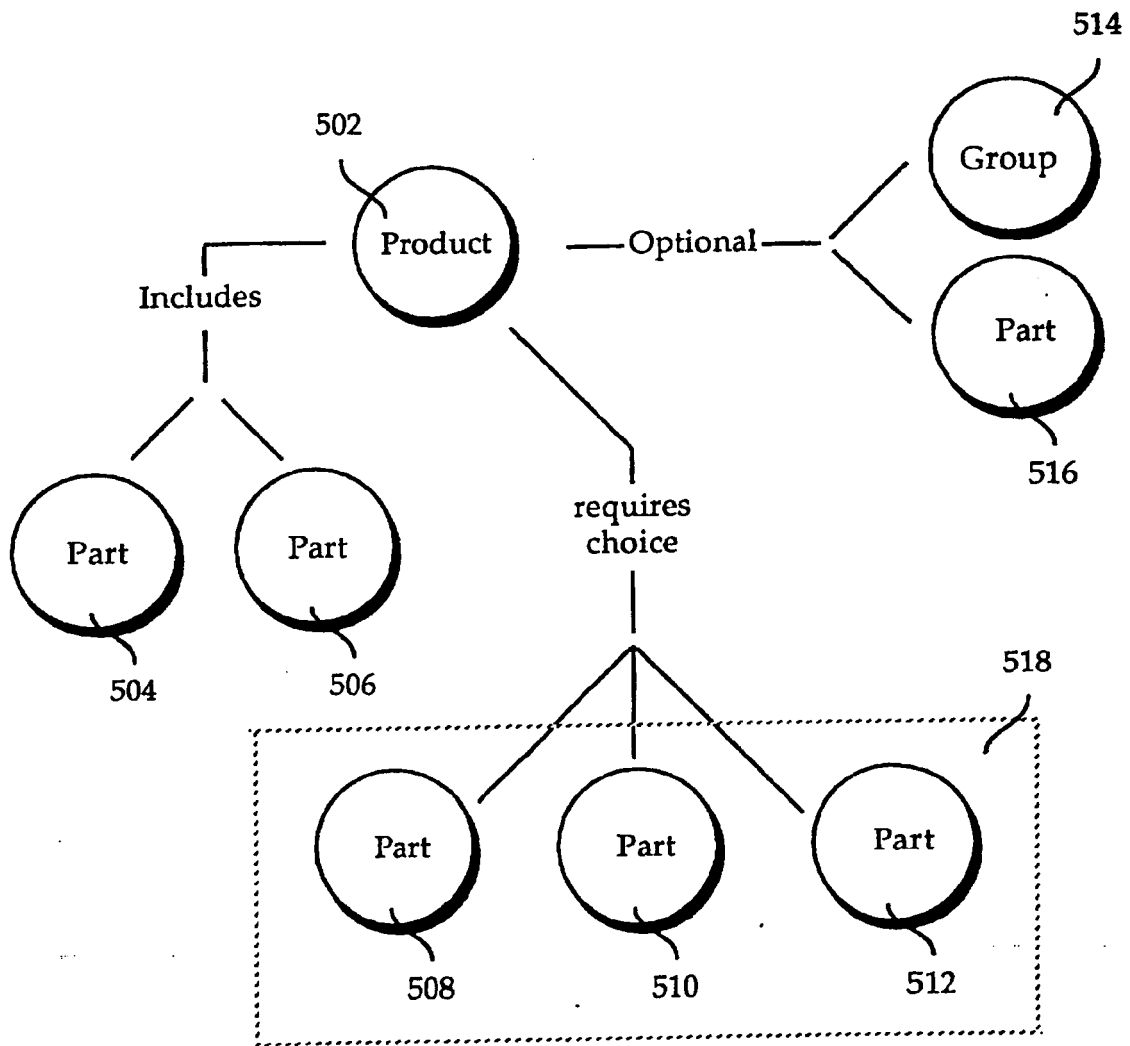 514
502
Group
Product
Optional
Includes
Part
516
requires
choice
Part
Part
504
506
518
Part
Part
Part
508
510
512